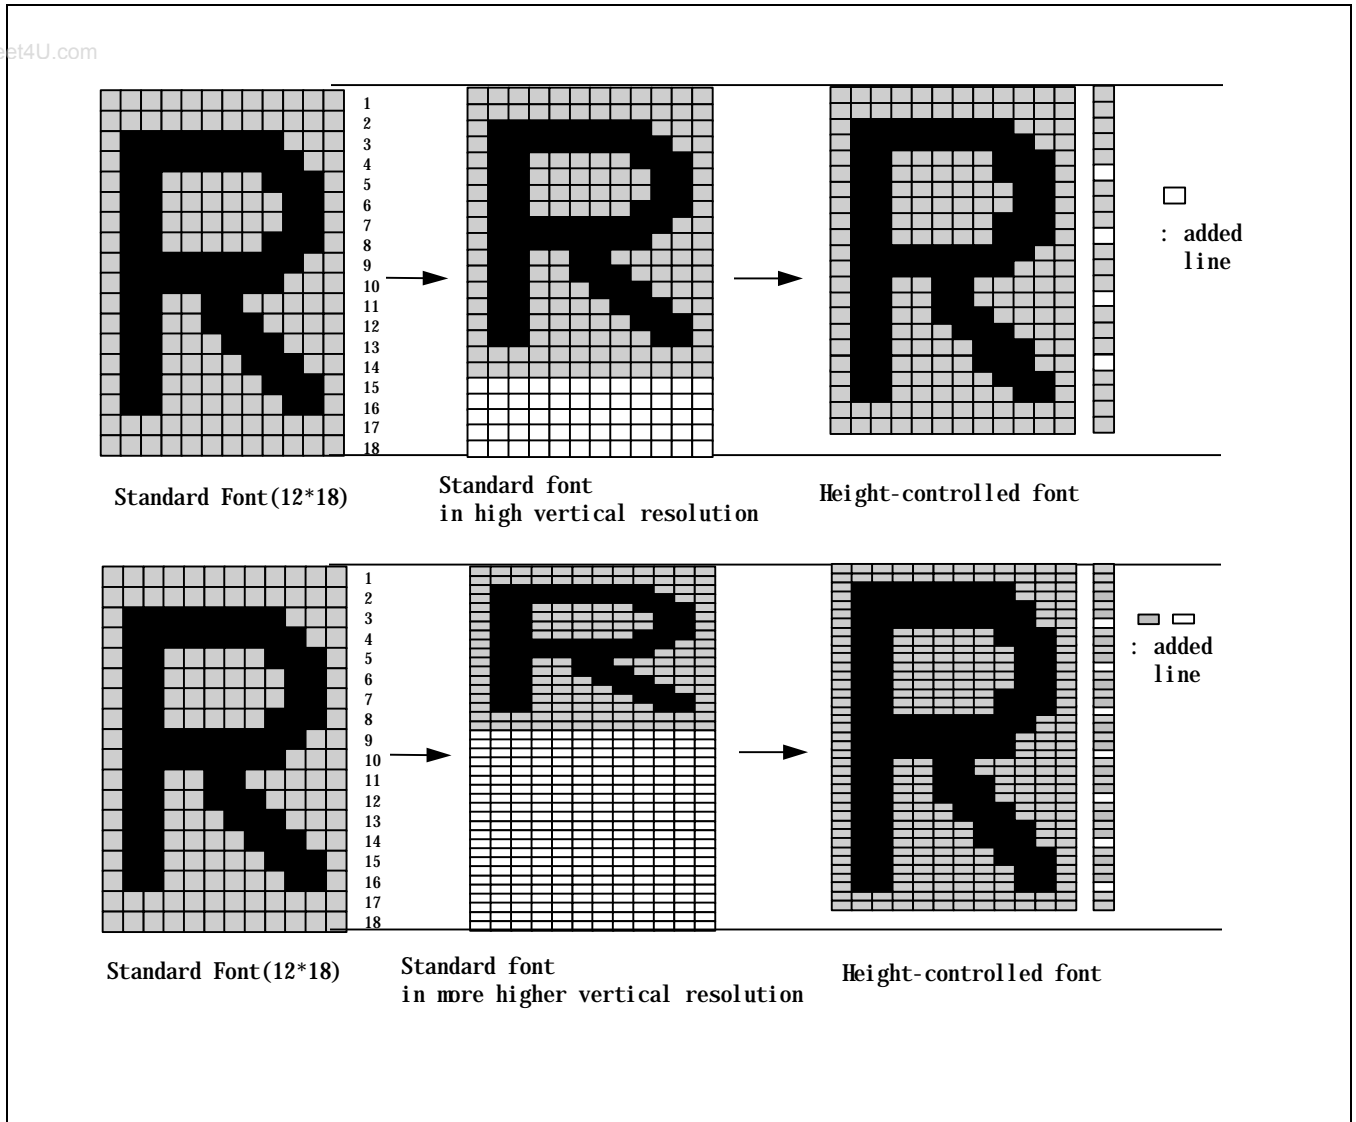 eet4U.com
1
2
3
4
5
6
7
8
9
10
11
12
13
14
15
16
17
18
: added
line
Standard Font(12*18)
Standard font
in high vertical resolution
Height-controlled font
1
2
3
4
5
6
7
8
9
10
11
12
13
14
15
16
17
18
: added
line
Standard Font(12*18)
Standard font
in more higher vertical resolution
Height-controlled font